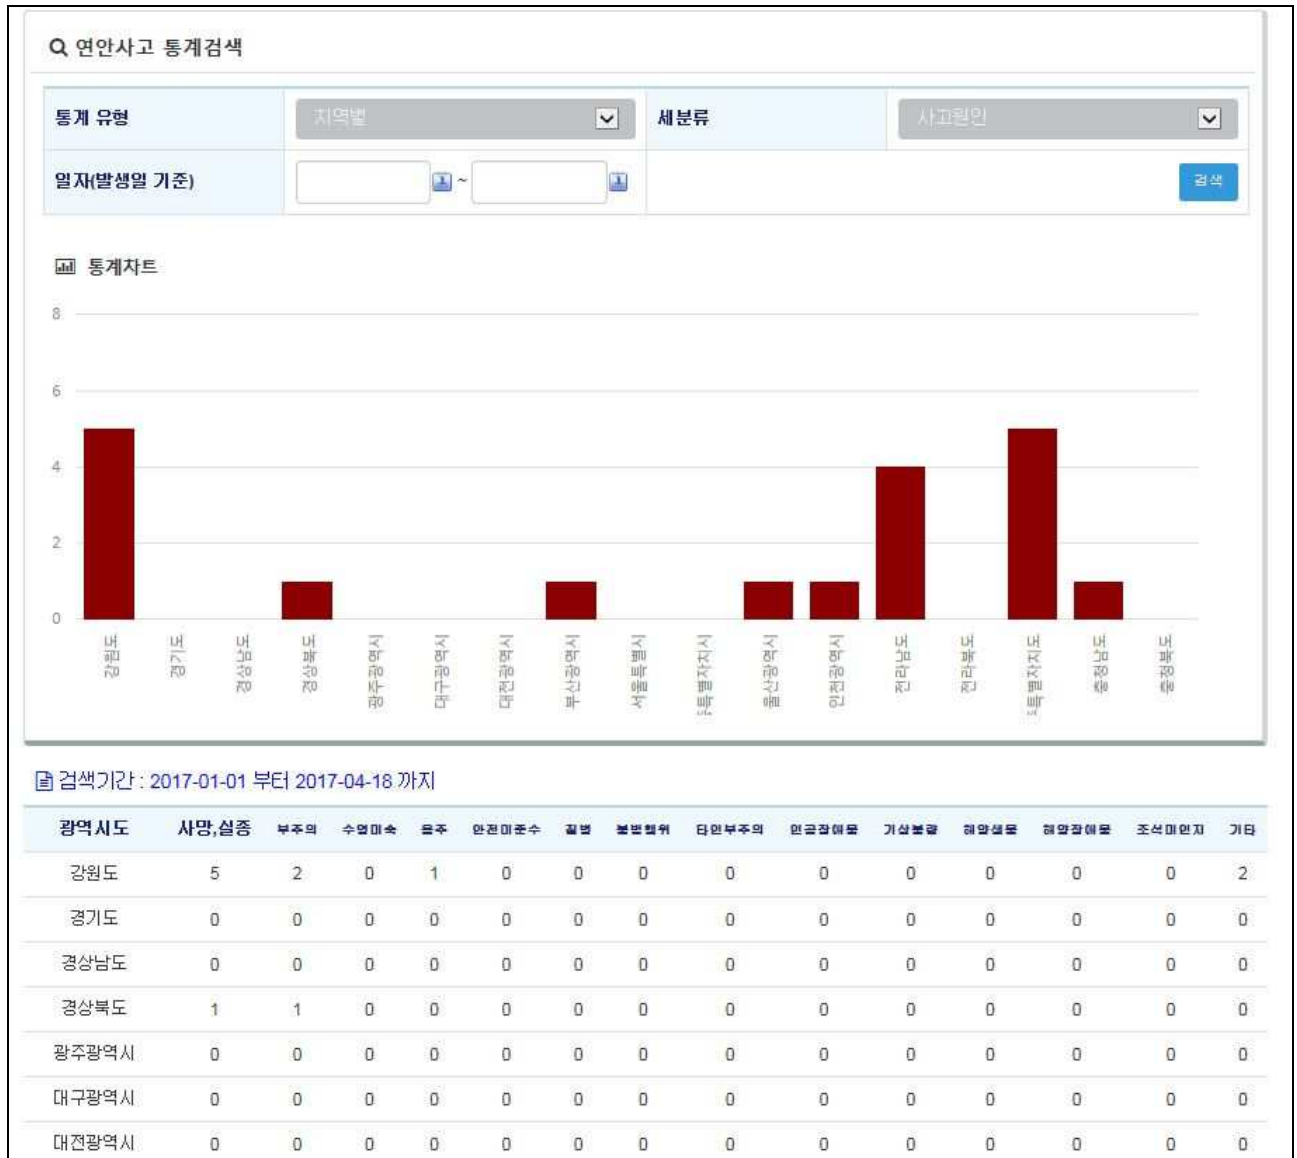 연안사고 통계검색
통계 유형 지역별 세분류 사고원인
일자(발생일 기준) ~ 검색
통계차트
8
6
4
2
0
강원도 경기도 경상남도 경상북도 광주광역시 대구광역시 대전광역시 부산광역시 서울특별시 특별자치시 울산광역시 인천광역시 전라남도 전라북도 특별자치도 충청남도 충청북도
검색기간 : 2017-01-01 부터 2017-04-18 까지
광역시도 사망,실종 부주의 수영미숙 음주 안전미준수 질병 불법행위 타인부주의 인공장애물 기상불량 해양생물 해양장애물 조석미인지 기타
강원도 5 2 0 1 0 0 0 0 0 0 0 0 0 2
경기도 0 0 0 0 0 0 0 0 0 0 0 0 0 0
경상남도 0 0 0 0 0 0 0 0 0 0 0 0 0 0
경상북도 1 1 0 0 0 0 0 0 0 0 0 0 0 0
광주광역시 0 0 0 0 0 0 0 0 0 0 0 0 0 0
대구광역시 0 0 0 0 0 0 0 0 0 0 0 0 0 0
대전광역시 0 0 0 0 0 0 0 0 0 0 0 0 0 0